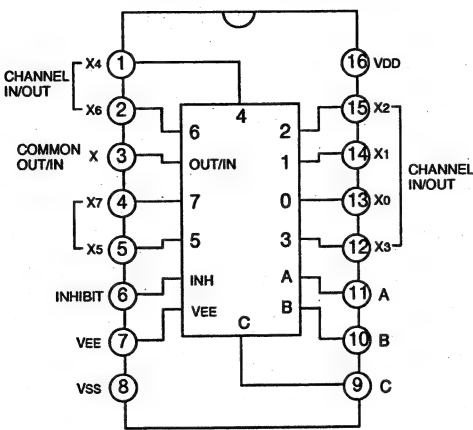 X4 1 16 VDD
CHANNEL
IN/OUT
4
X6 2 6 2 15 X2
COMMON
OUT/IN
X 3 OUT/IN 1 14 X1
CHANNEL
IN/OUT
X7 4 7 0 13 X0
X5 5 5 3 12 X3
INHIBIT 6 INH A 11 A
VEE 7 VEE B 10 B
C
VSS 8 9 C